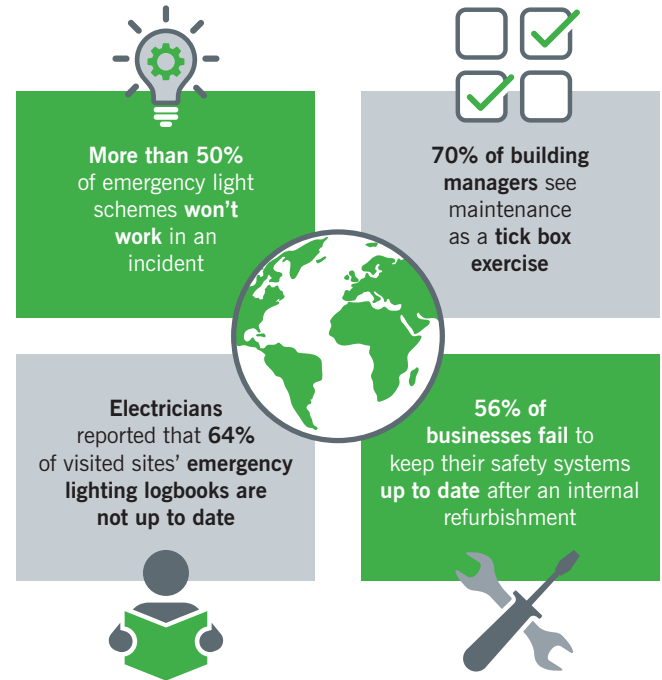 More than 50%
of emergency light
schemes won't
work in an
incident
70% of building
managers see
maintenance
as a tick box
exercise
Electricians
reported that 64%
of visited sites' emergency
lighting logbooks are
not up to date
56% of
businesses fail to
keep their safety systems
up to date after an internal
refurbishment